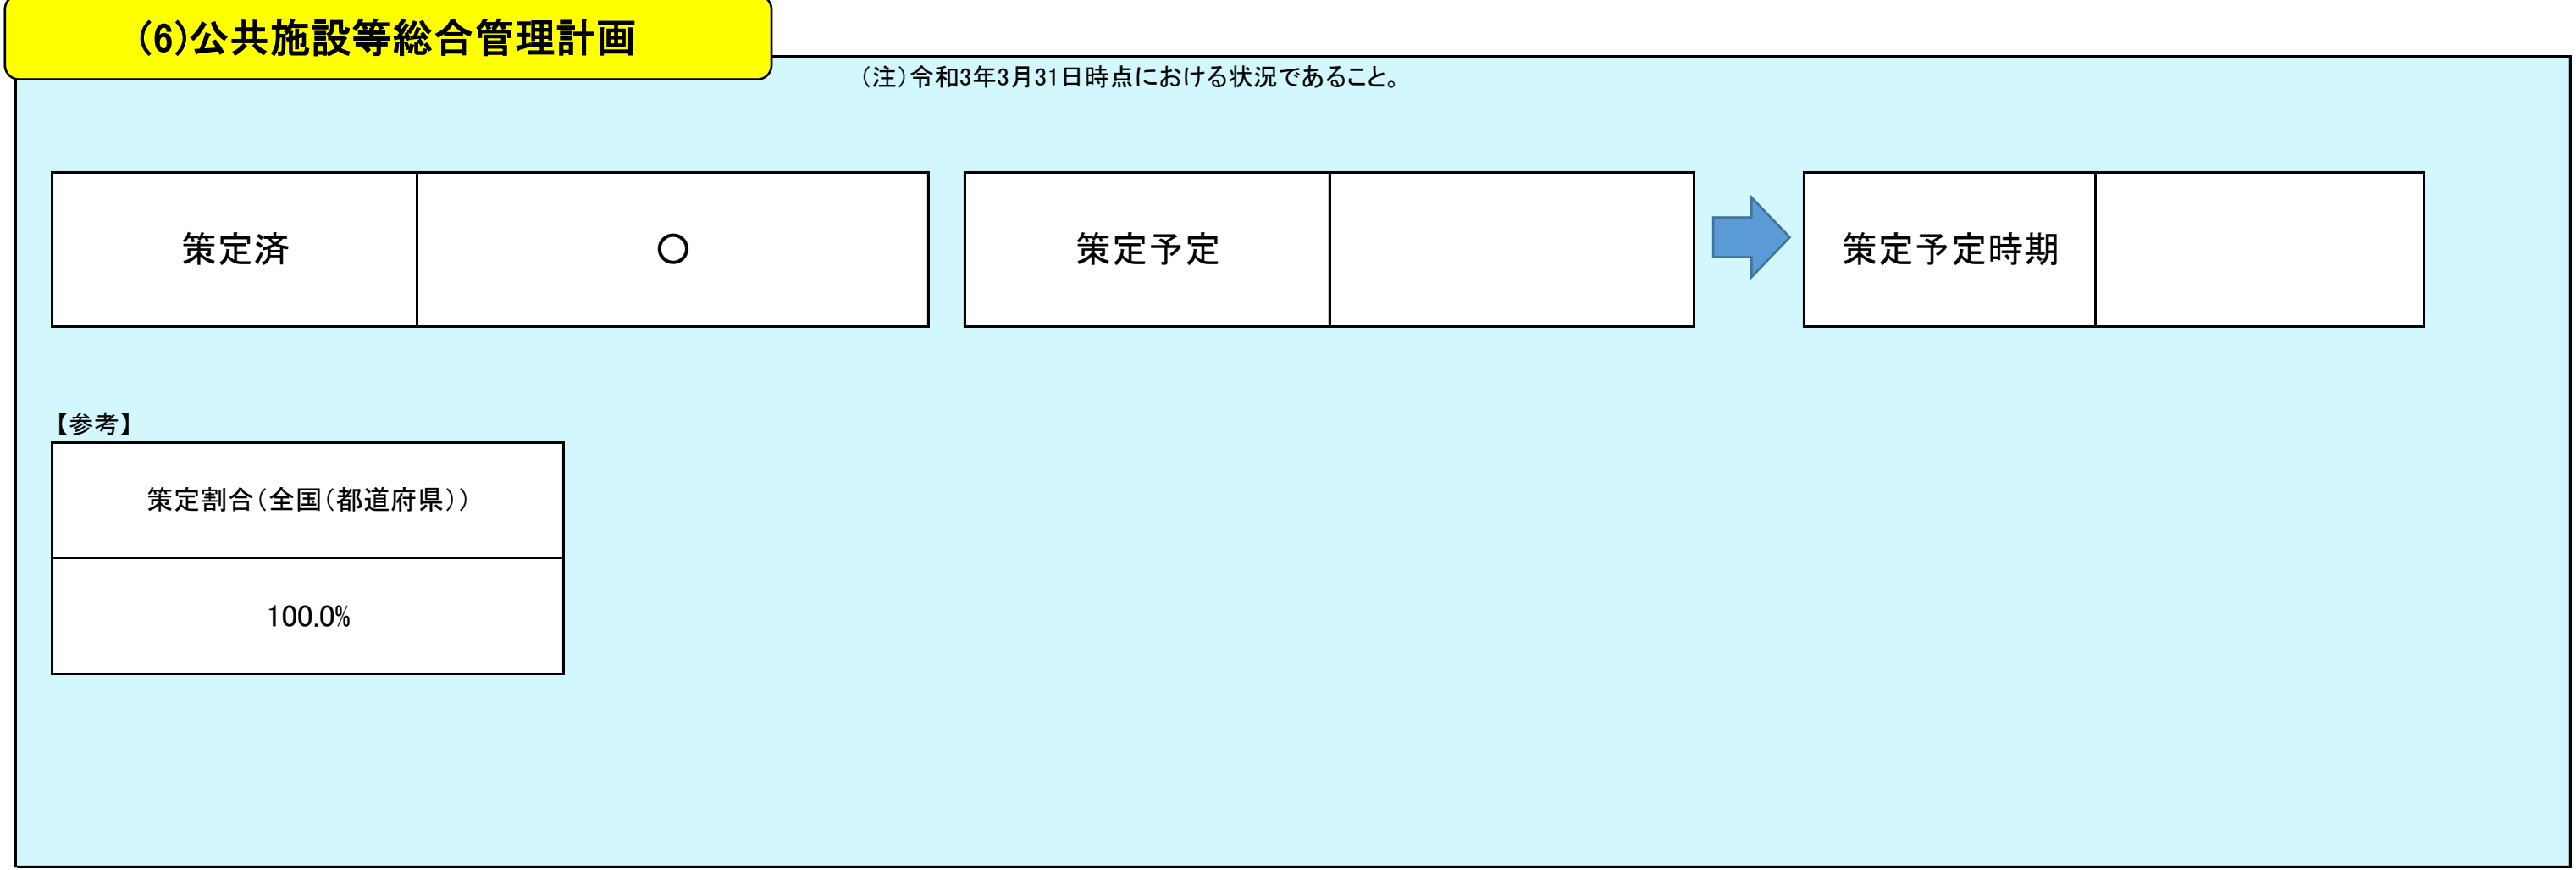 (6)公共施設等総合管理計画
（注）令和3年3月31日時点における状況であること。
策定済
○
策定予定
策定予定時期
【参考】
策定割合（全国（都道府県））
100.0%